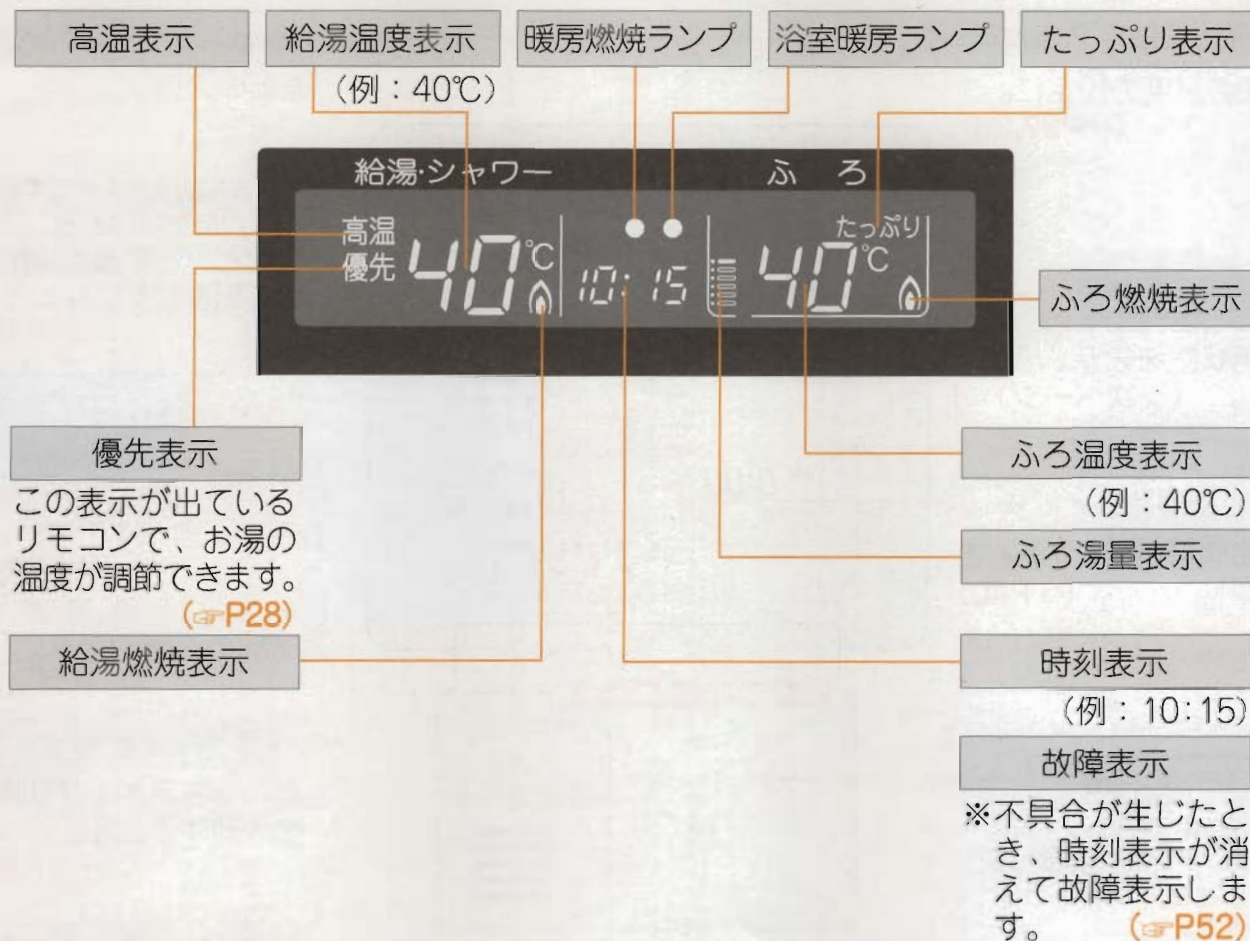 高温表示
給湯温度表示
(例:40℃)
暖房燃焼ランプ
浴室暖房ランプ
たっぷり表示
給湯・シャワー
ふろ
高温
優先
40℃
10:15
たっぷり
40℃
ふろ燃焼表示
優先表示
この表示が出ている
リモコンで、お湯の
温度が調節できます。
(☞P28)
給湯燃焼表示
ふろ温度表示
(例:40℃)
ふろ湯量表示
時刻表示
(例:10:15)
故障表示
※不具合が生じたと
き、時刻表示が消
えて故障表示しま
す。 (☞P52)